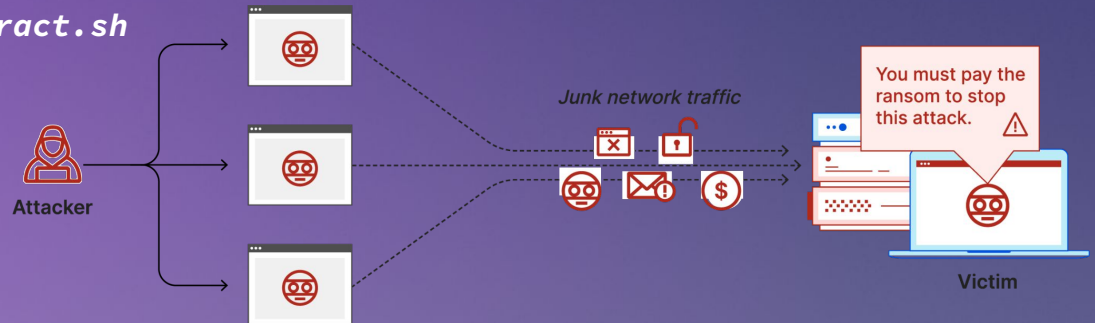 ract.sh
Attacker
Junk network traffic
You must pay the
ransom to stop
this attack.
Victim